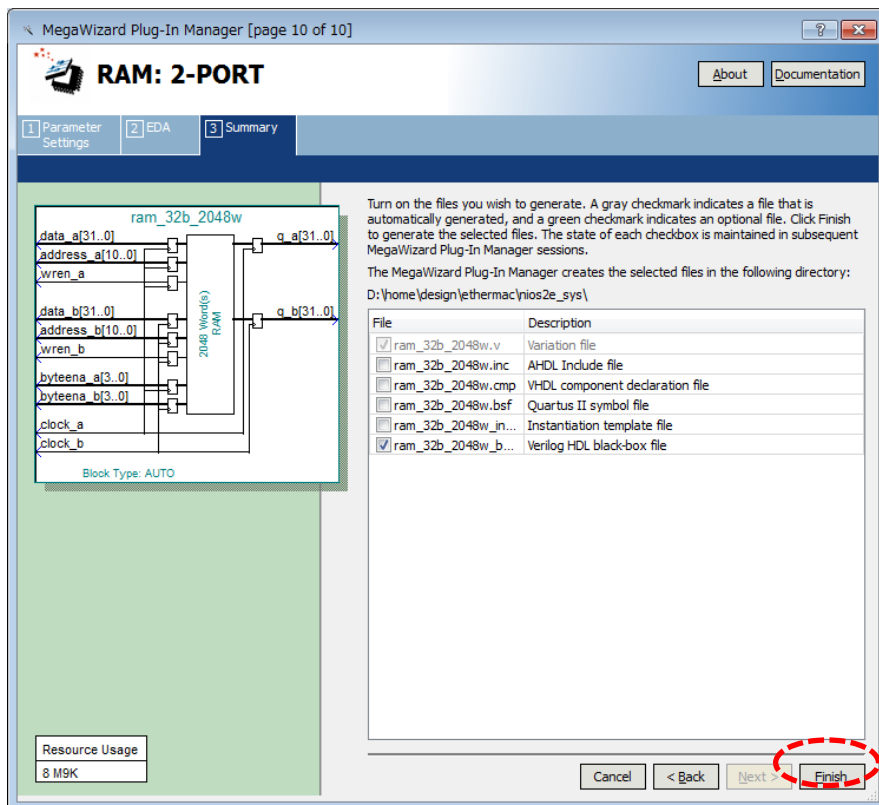 MegaWizard Plug-In Manager [page 10 of 10]
RAM: 2-PORT
About
Documentation
1 Parameter Settings
2 EDA
3 Summary
ram_32b_2048w
data_a[31..0]
address_a[10..0]
wren_a
data_b[31..0]
address_b[10..0]
wren_b
byteena_a[3..0]
byteena_b[3..0]
clock_a
clock_b
q_a[31..0]
q_b[31..0]
2048 Word(s)
RAM
Block Type: AUTO
Turn on the files you wish to generate. A gray checkmark indicates a file that is
automatically generated, and a green checkmark indicates an optional file. Click Finish
to generate the selected files. The state of each checkbox is maintained in subsequent
MegaWizard Plug-In Manager sessions.
The MegaWizard Plug-In Manager creates the selected files in the following directory:
D:\home\design\ethermac\nios2e_sys\
File Description
ram_32b_2048w.v Variation file
ram_32b_2048w.inc AHDL Include file
ram_32b_2048w.cmp VHDL component declaration file
ram_32b_2048w.bsf Quartus II symbol file
ram_32b_2048w_in... Instantiation template file
ram_32b_2048w_b... Verilog HDL black-box file
Resource Usage
8 M9K
Cancel
< Back
Next >
Finish